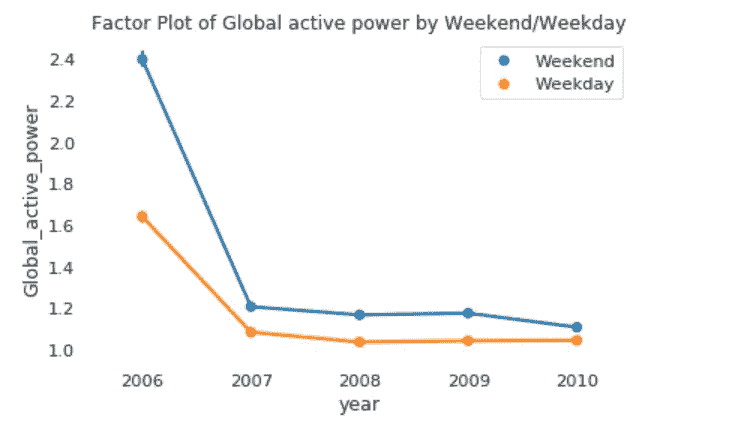 Factor Plot of Global active power by Weekend/Weekday
Weekend
Weekday
Global_active_power
2.4
2.2
2.0
1.8
1.6
1.4
1.2
1.0
2006 2007 2008 2009 2010
year